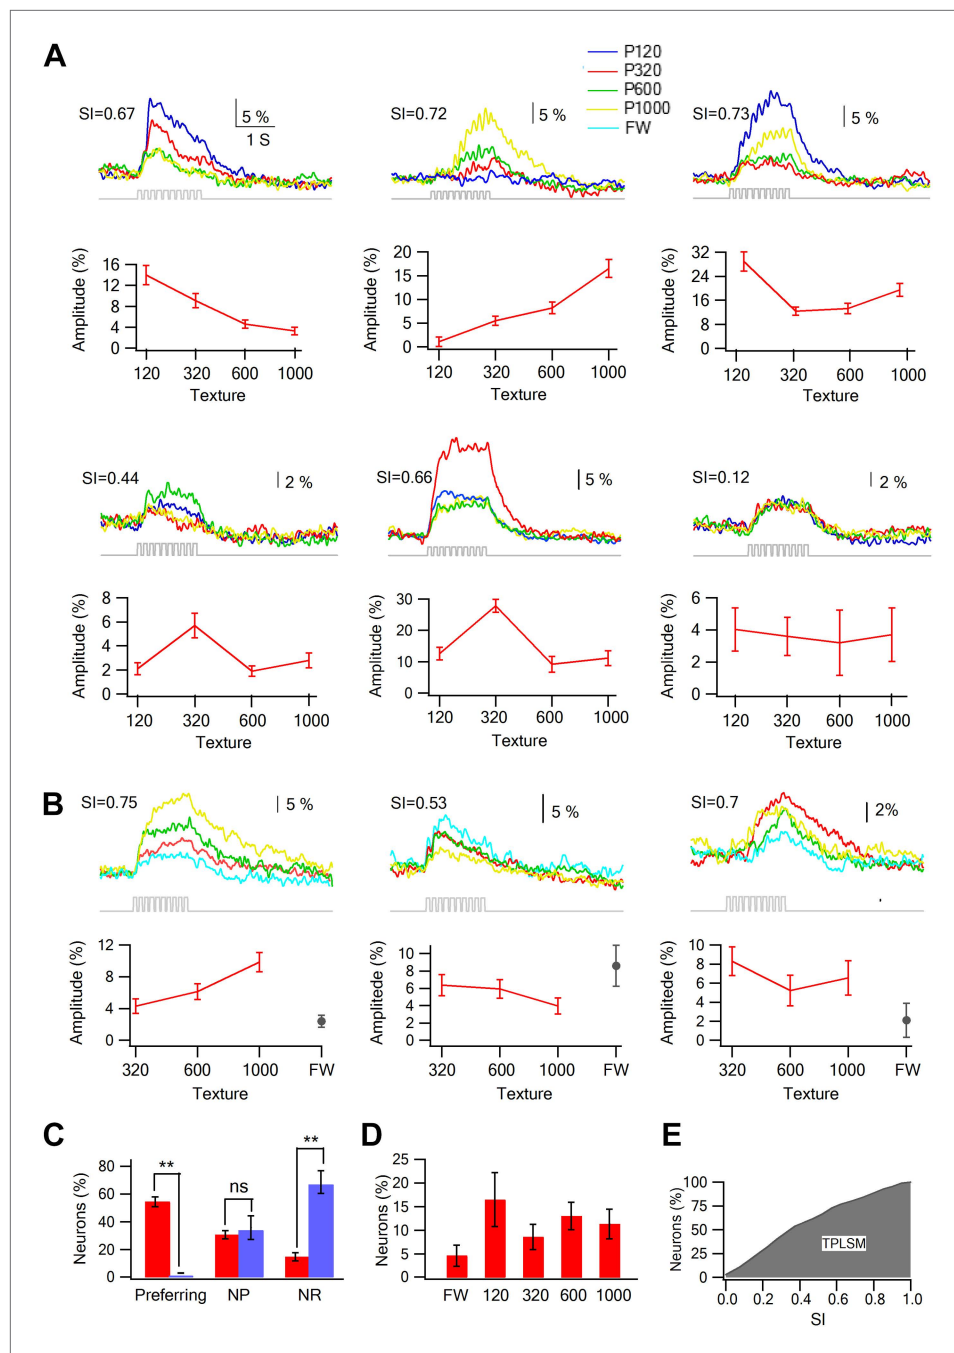 A
P120
P320
P600
P1000
FW
SI=0.67
5 %
1 S
SI=0.72
5 %
SI=0.73
5 %
Amplitude (%)
16
12
8
4
0
120 320 600 1000
Texture
Amplitude (%)
20
15
10
5
0
120 320 600 1000
Texture
Amplitude (%)
32
24
16
8
0
120 320 600 1000
Texture
SI=0.44
2 %
SI=0.66
5 %
SI=0.12
2 %
Amplitude (%)
8
6
4
2
0
120 320 600 1000
Texture
Amplitude (%)
30
20
10
0
120 320 600 1000
Texture
Amplitude (%)
6
4
2
0
120 320 600 1000
Texture
B
SI=0.75
5 %
SI=0.53
5 %
SI=0.7
2%
Amplitude (%)
12
8
4
0
320 600 1000 FW
Texture
Amplitede (%)
10
8
6
4
2
0
320 600 1000 FW
Texture
Amplitude (%)
10
8
6
4
2
0
320 600 1000 FW
Texture
C
Neurons (%)
80
60
40
20
0
**
ns
**
Preferring NP NR
D
Neurons (%)
25
20
15
10
5
0
FW 120 320 600 1000
E
Neurons (%)
100
75
50
25
0
TPLSM
0.0 0.2 0.4 0.6 0.8 1.0
SI